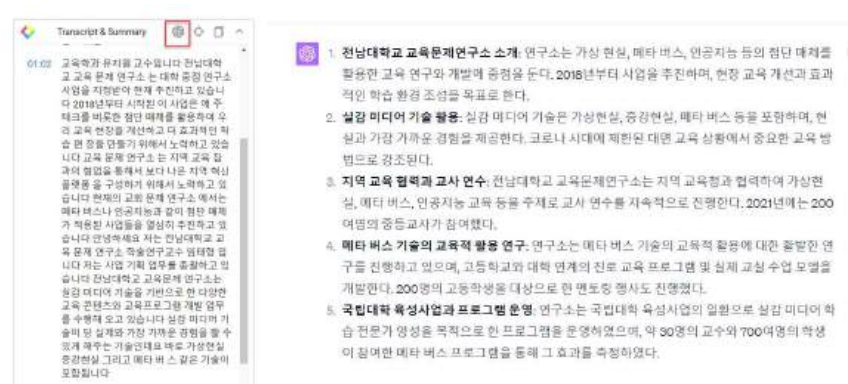 Transcript & Summary
01:02 교육학과 류지을 교수입니다 전남대학
교 교육 문제 연구소 는 대학 중점 연구소
사업을 지정받아 현재 추진하고 있습니
다 2018년부터 시작된 이 사업은 에 주
테크를 비롯한 첨단 매체를 활용하여 우
리 교육 현장을 개선하고 더 효과적인 학
습 편 장을 만들기 위해서 노력하고 있습
니다 교육 문제 연구소 는 지역 교육 집
과의 협업을 통해서 보다 나은 지역 혁신
플랫폼 을 구성하기 위해서 노력하고 있
습니다 현재의 교뢰 문제 연구소 에서는
메타 버스나 인공지능과 같이 첨단 매체
가 적용된 사업들을 열심히 추진하고 있
습니다 안녕하세요 저는 전남대학교 교
육 문제 연구소 학술연구교수 임태형 입
니다 저는 사업 기획 업무를 총괄하고 있
습니다 전남대학교 교육문제 연구소는
실감 미디어 기술을 기반으로 한 다양한
교육 콘텐츠와 교육프로그램 개발 업무
를 수행해 오고 있습니다 실감 미디어 기
술이 딩 실제와 가장 가까운 경험을 할 수
있게 해주는 기술인데요 바로 가상현실
증강현실 그리고 메타 버 스 같은 기술이
포함됩니다
1. 전남대학교 교육문제연구소 소개: 연구소는 가상 현실, 메타 버스, 인공지능 등의 첨단 매체를
활용한 교육 연구와 개발에 중점을 둔다. 2018년부터 사업을 추진하며, 현장 교육 개선과 효과
적인 학습 환경 조성을 목표로 한다.
2. 실감 미디어 기술 활용: 실감 미디어 기술은 가상현실, 증강현실, 메타 버스 등을 포함하며, 현
실과 가장 가까운 경험을 제공한다. 코로나 시대에 제한된 대면 교육 상황에서 중요한 교육 방
법으로 강조된다.
3. 지역 교육 협력과 교사 연수: 전남대학교 교육문제연구소는 지역 교육청과 협력하여 가상현
실, 메타 버스, 인공지능 교육 등을 주제로 교사 연수를 지속적으로 진행한다. 2021년에는 200
여명의 중등교사가 참여했다.
4. 메타 버스 기술의 교육적 활용 연구: 연구소는 메타 버스 기술의 교육적 활용에 대한 활발한 연
구를 진행하고 있으며, 고등학교와 대학 연계의 진로 교육 프로그램 및 실제 교실 수업 모델을
개발한다. 200명의 고등학생을 대상으로 한 멘토링 행사도 진행했다.
5. 국립대학 육성사업과 프로그램 운영: 연구소는 국립대학 육성사업의 일환으로 실감 미디어 학
습 전문가 양성을 목적으로 한 프로그램을 운영하였으며, 약 30명의 교수와 700여명의 학생
이 참여한 메타 버스 프로그램을 통해 그 효과를 측정하였다.